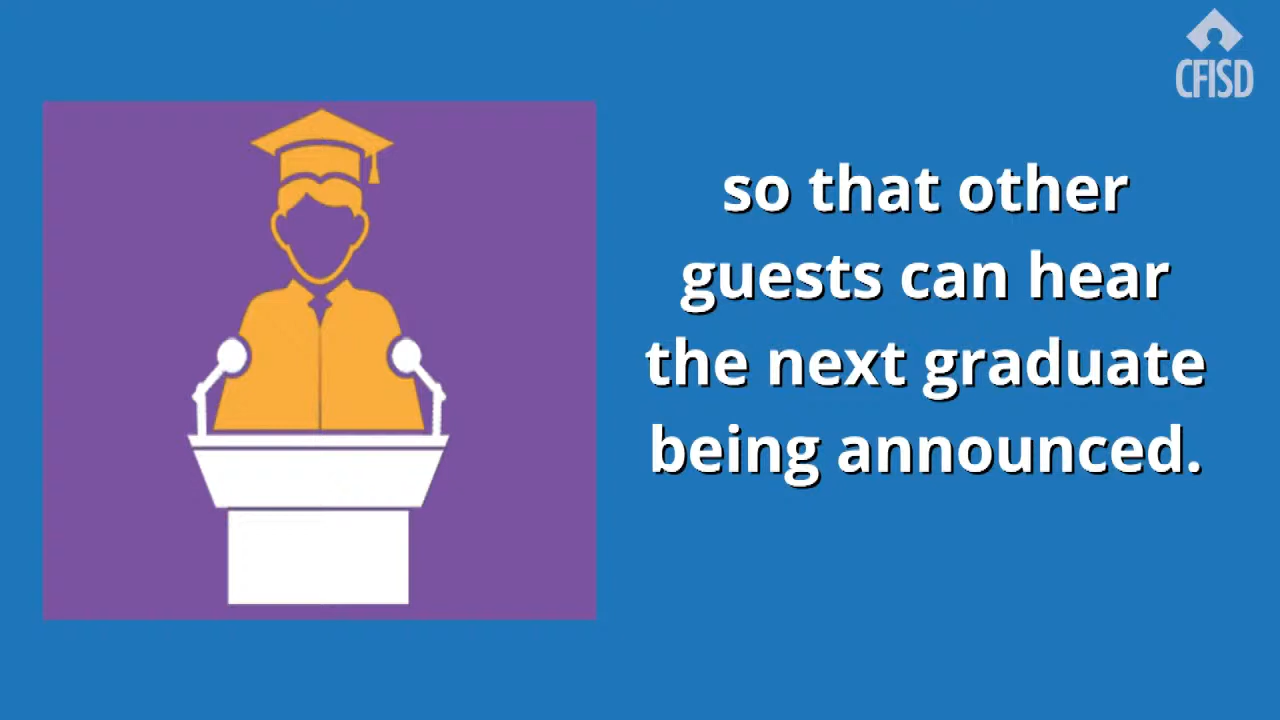 CFISD
so that other
guests can hear
the next graduate
being announced.